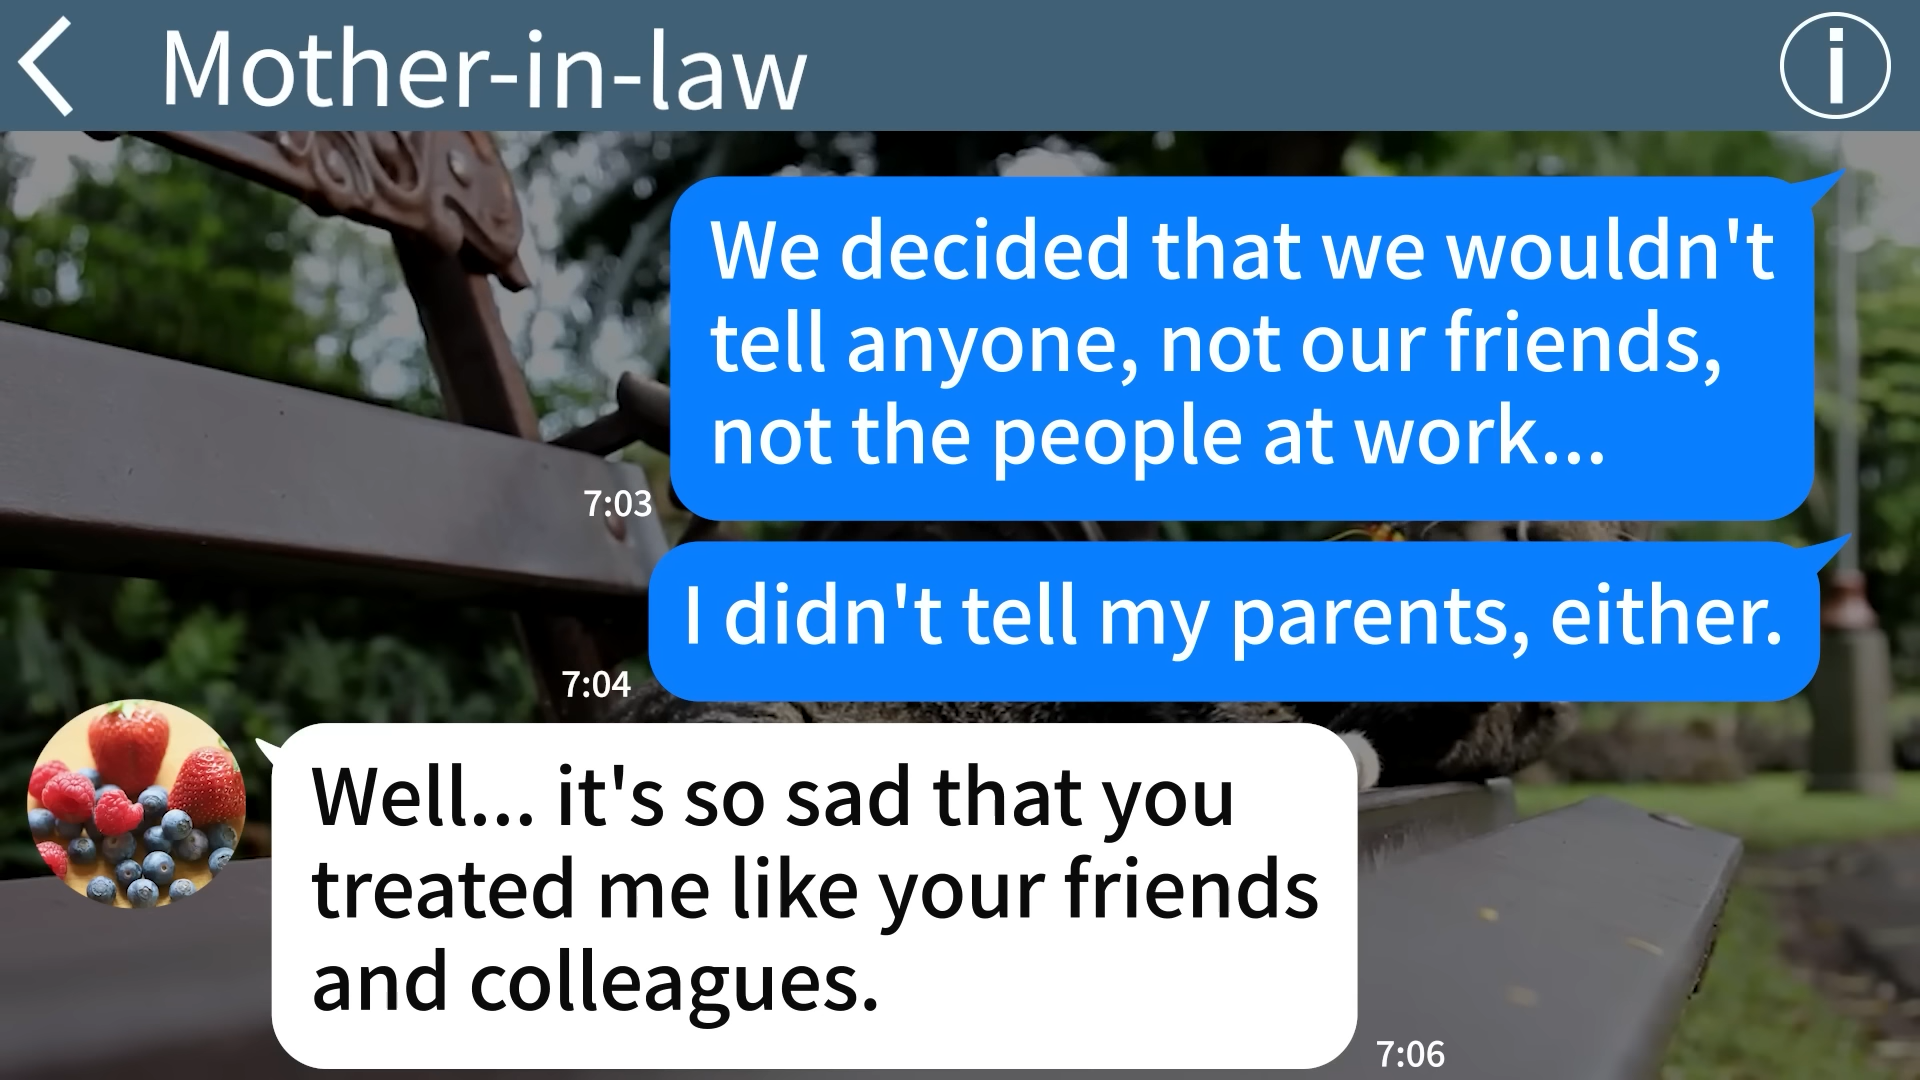 Mother-in-law
i
We decided that we wouldn't
tell anyone, not our friends,
not the people at work...
7:03
I didn't tell my parents, either.
7:04
Well... it's so sad that you
treated me like your friends
and colleagues.
7:06